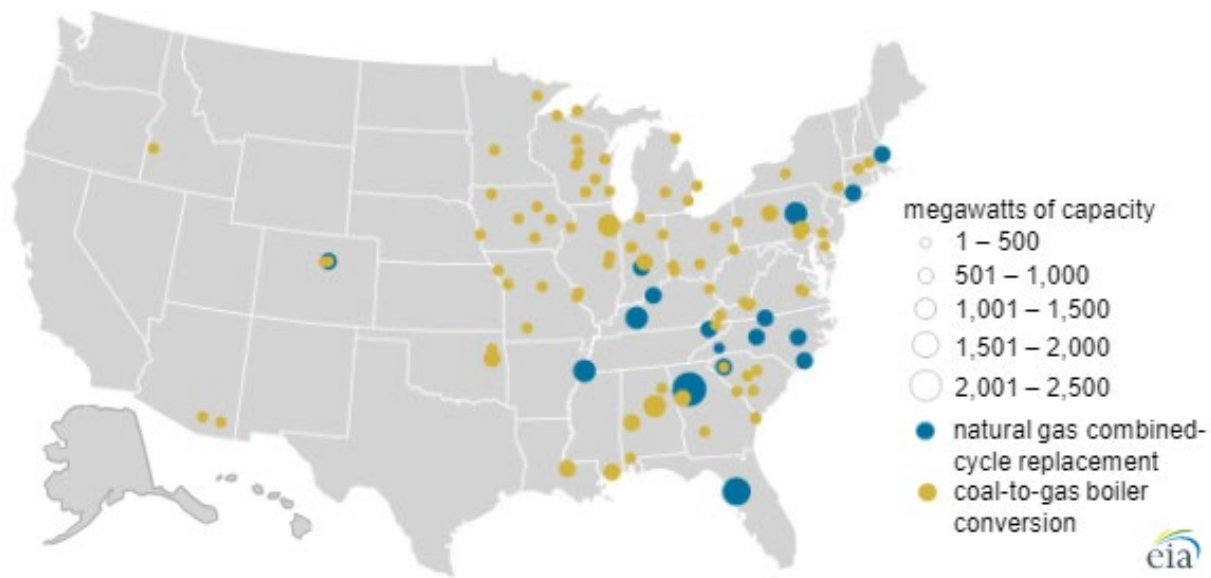 megawatts of capacity
1 – 500
501 – 1,000
1,001 – 1,500
1,501 – 2,000
2,001 – 2,500
natural gas combined-
cycle replacement
coal-to-gas boiler
conversion
eia